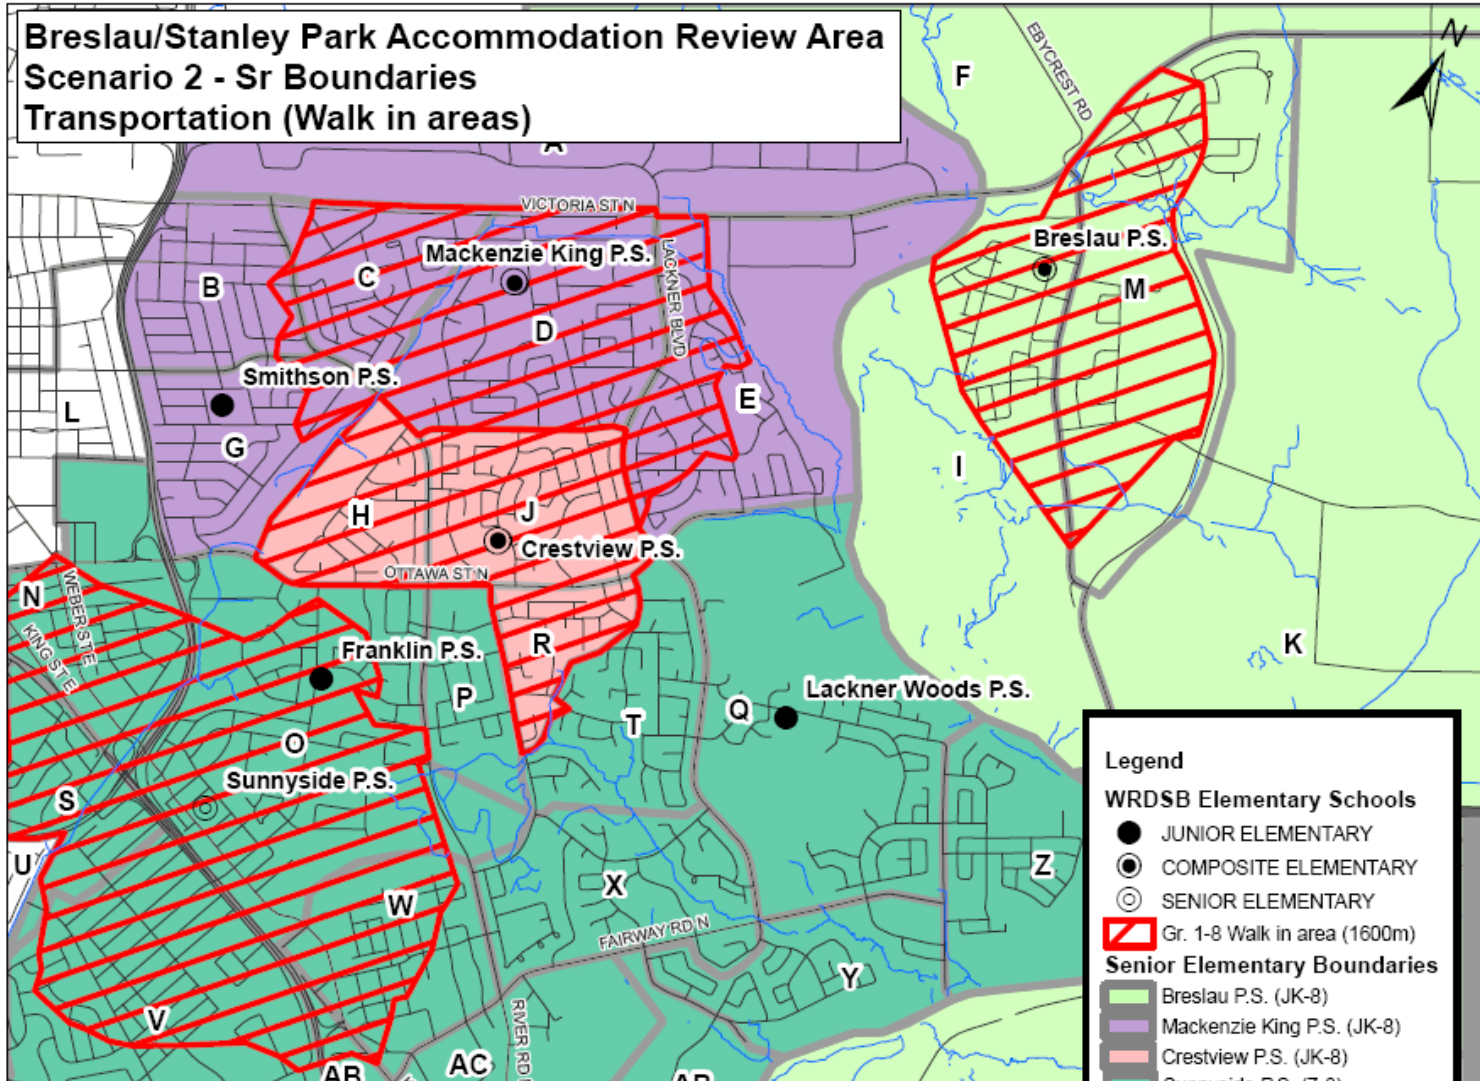 Breslau/Stanley Park Accommodation Review Area
Scenario 2 - Sr Boundaries
Transportation (Walk in areas)
N
F
EBYCREST RD
A
VICTORIA ST N
Mackenzie King P.S.
LACKNER BLVD
Breslau P.S.
B
C
M
D
Smithson P.S.
E
L
G
I
H
J
Crestview P.S.
OTTAWA ST N
N
WEBER ST E
KING ST E
R
K
Franklin P.S.
P
Lackner Woods P.S.
Q
T
O
Sunnyside P.S.
S
U
Z
X
W
FAIRWAY RD N
Y
V
RIVER RD
AC
AB
Legend
WRDSB Elementary Schools
JUNIOR ELEMENTARY
COMPOSITE ELEMENTARY
SENIOR ELEMENTARY
Gr. 1-8 Walk in area (1600m)
Senior Elementary Boundaries
Breslau P.S. (JK-8)
Mackenzie King P.S. (JK-8)
Crestview P.S. (JK-8)